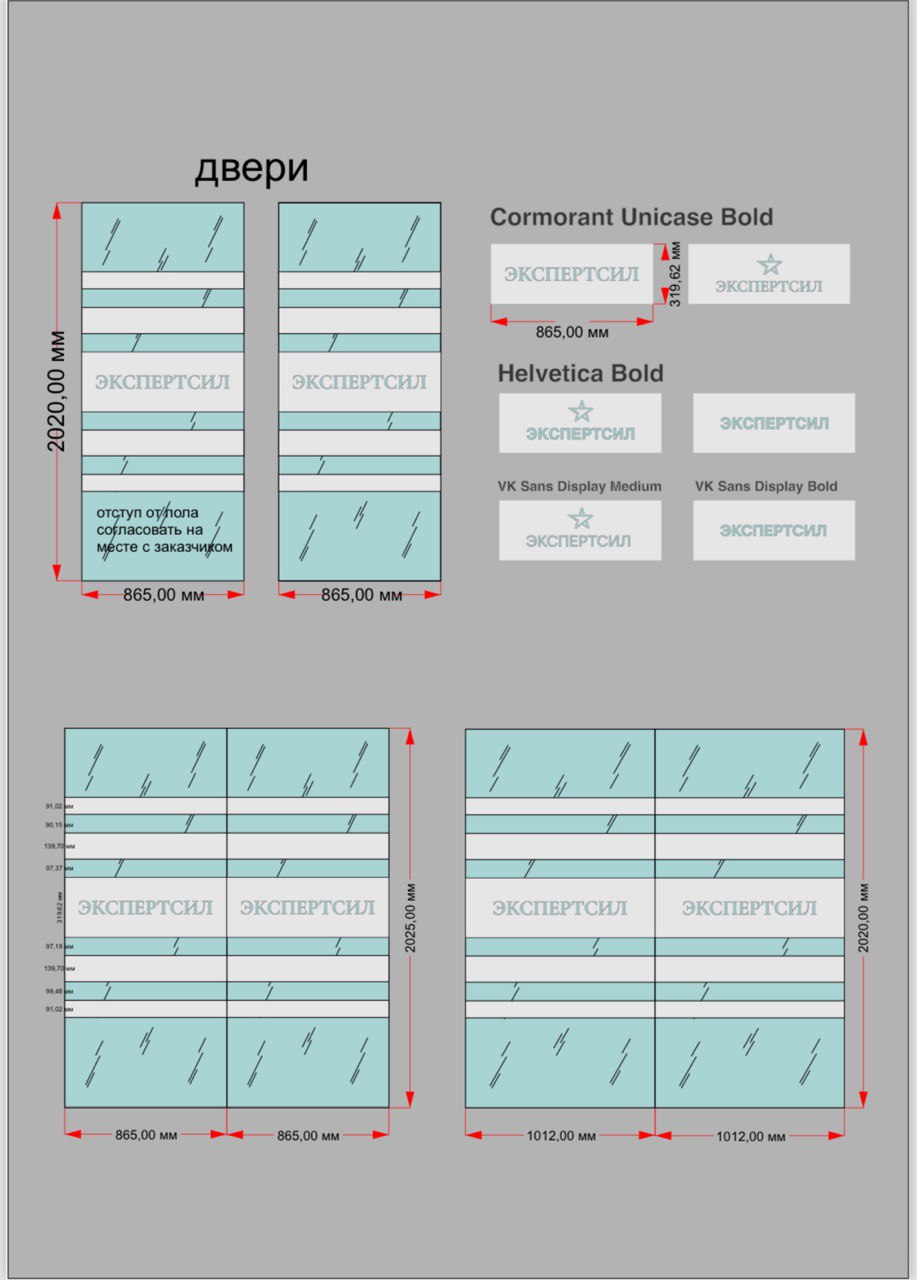 двери
2020,00 мм
ЭКСПЕРТСИЛ
ЭКСПЕРТСИЛ
отступ от пола
согласовать на
месте с заказчиком
865,00 мм
865,00 мм
Cormorant Unicase Bold
ЭКСПЕРТСИЛ
319,62 мм
ЭКСПЕРТСИЛ
865,00 мм
Helvetica Bold
ЭКСПЕРТСИЛ
ЭКСПЕРТСИЛ
VK Sans Display Medium
VK Sans Display Bold
ЭКСПЕРТСИЛ
ЭКСПЕРТСИЛ
91,02 мм
90,15 мм
139,70 мм
97,37 мм
319,62 мм
ЭКСПЕРТСИЛ
ЭКСПЕРТСИЛ
97,18 мм
139,70 мм
99,48 мм
91,02 мм
2025,00 мм
865,00 мм
865,00 мм
ЭКСПЕРТСИЛ
ЭКСПЕРТСИЛ
2020,00 мм
1012,00 мм
1012,00 мм